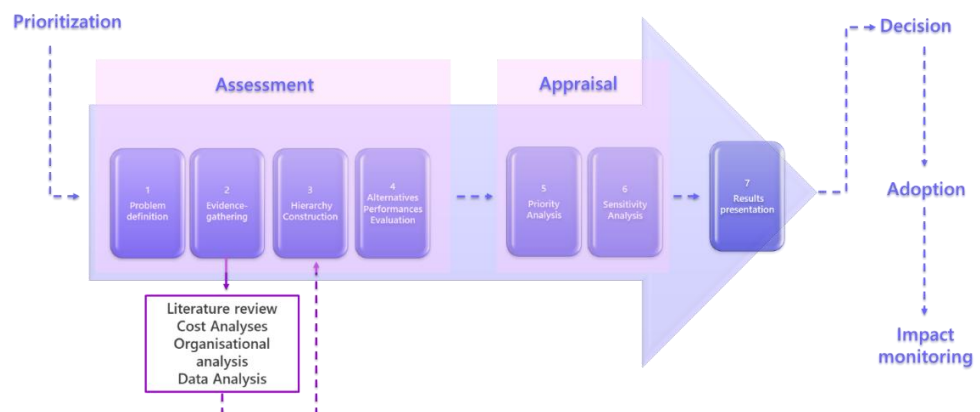 Prioritization
Decision
Assessment
Appraisal
1
Problem
definition
2
Evidence-
gathering
3
Hierarchy
Construction
4
Alternatives
Performances
Evaluation
5
Priority
Analysis
6
Sensitivity
Analysis
7
Results
presentation
Adoption
Literature review
Cost Analyses
Organisational
analysis
Data Analysis
Impact
monitoring